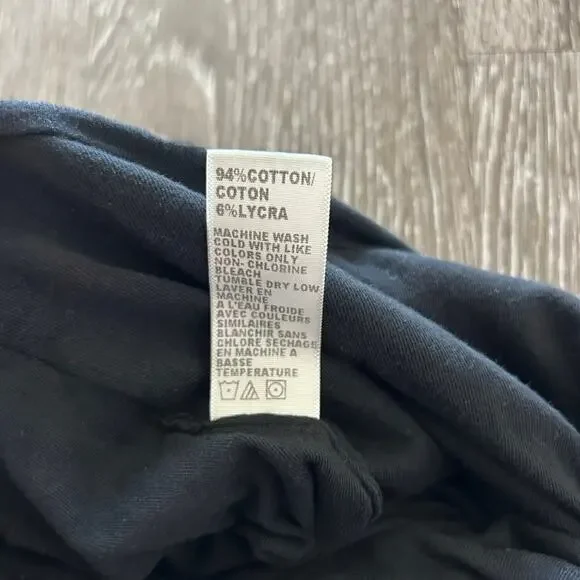 94%COTTON/
COTON
6%LYCRA
MACHINE WASH
COLD WITH LIKE
COLORS ONLY
NON- CHLORINE
BLEACH
TUMBLE DRY LOW
LAVER EN
MACHINE
A L'EAU FROIDE
AVEC COULEURS
SIMILAIRES
BLANCHIR SANS
CHLORE SECHAGE
EN MACHINE A
BASSE
TEMPERATURE